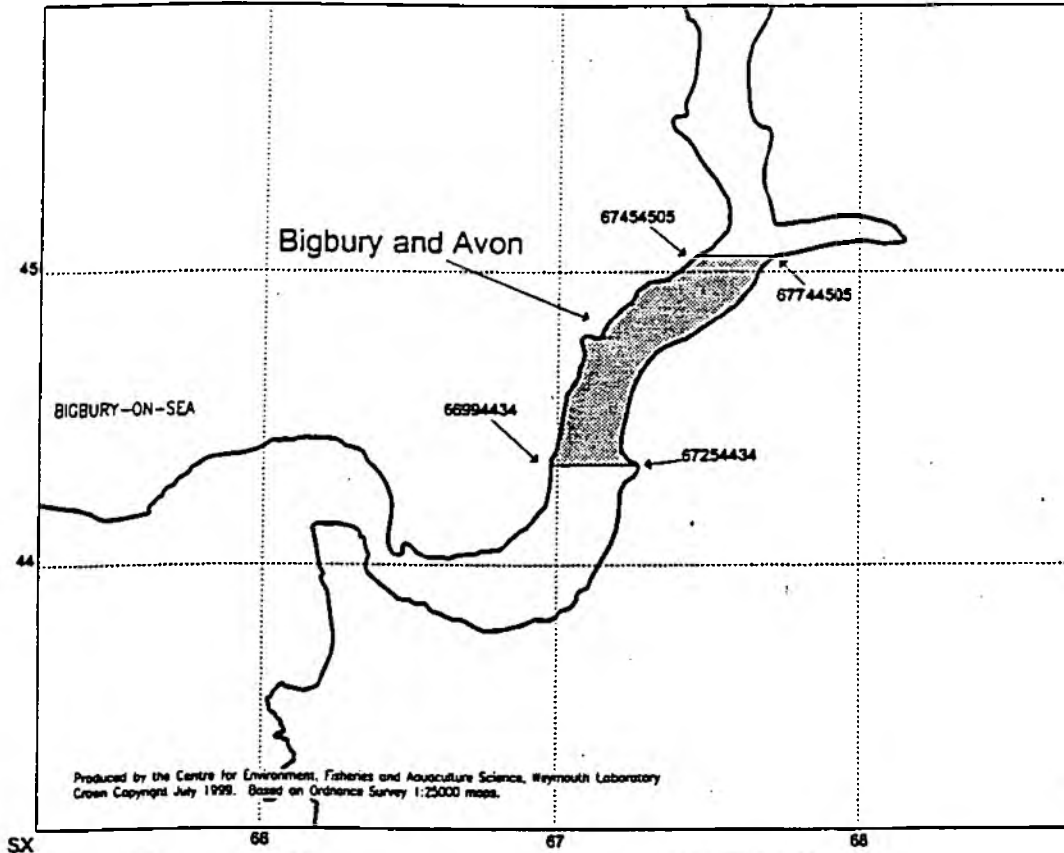 67454505
Bigbury and Avon
45
67744505
BIGBURY-ON-SEA
66994434
67254434
44
Produced by the Centre for Environment, Fisheries and Aquaculture Science, Weymouth Laboratory
Crown Copyright July 1999. Based on Ordnance Survey 1:25000 maps.
SX
66
67
68